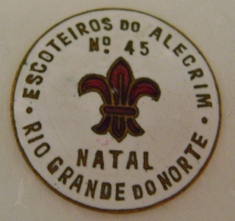 · ESCOTEIROS DO ALECRIM ·
Nº 45
NATAL
RIO GRANDE DO NORTE